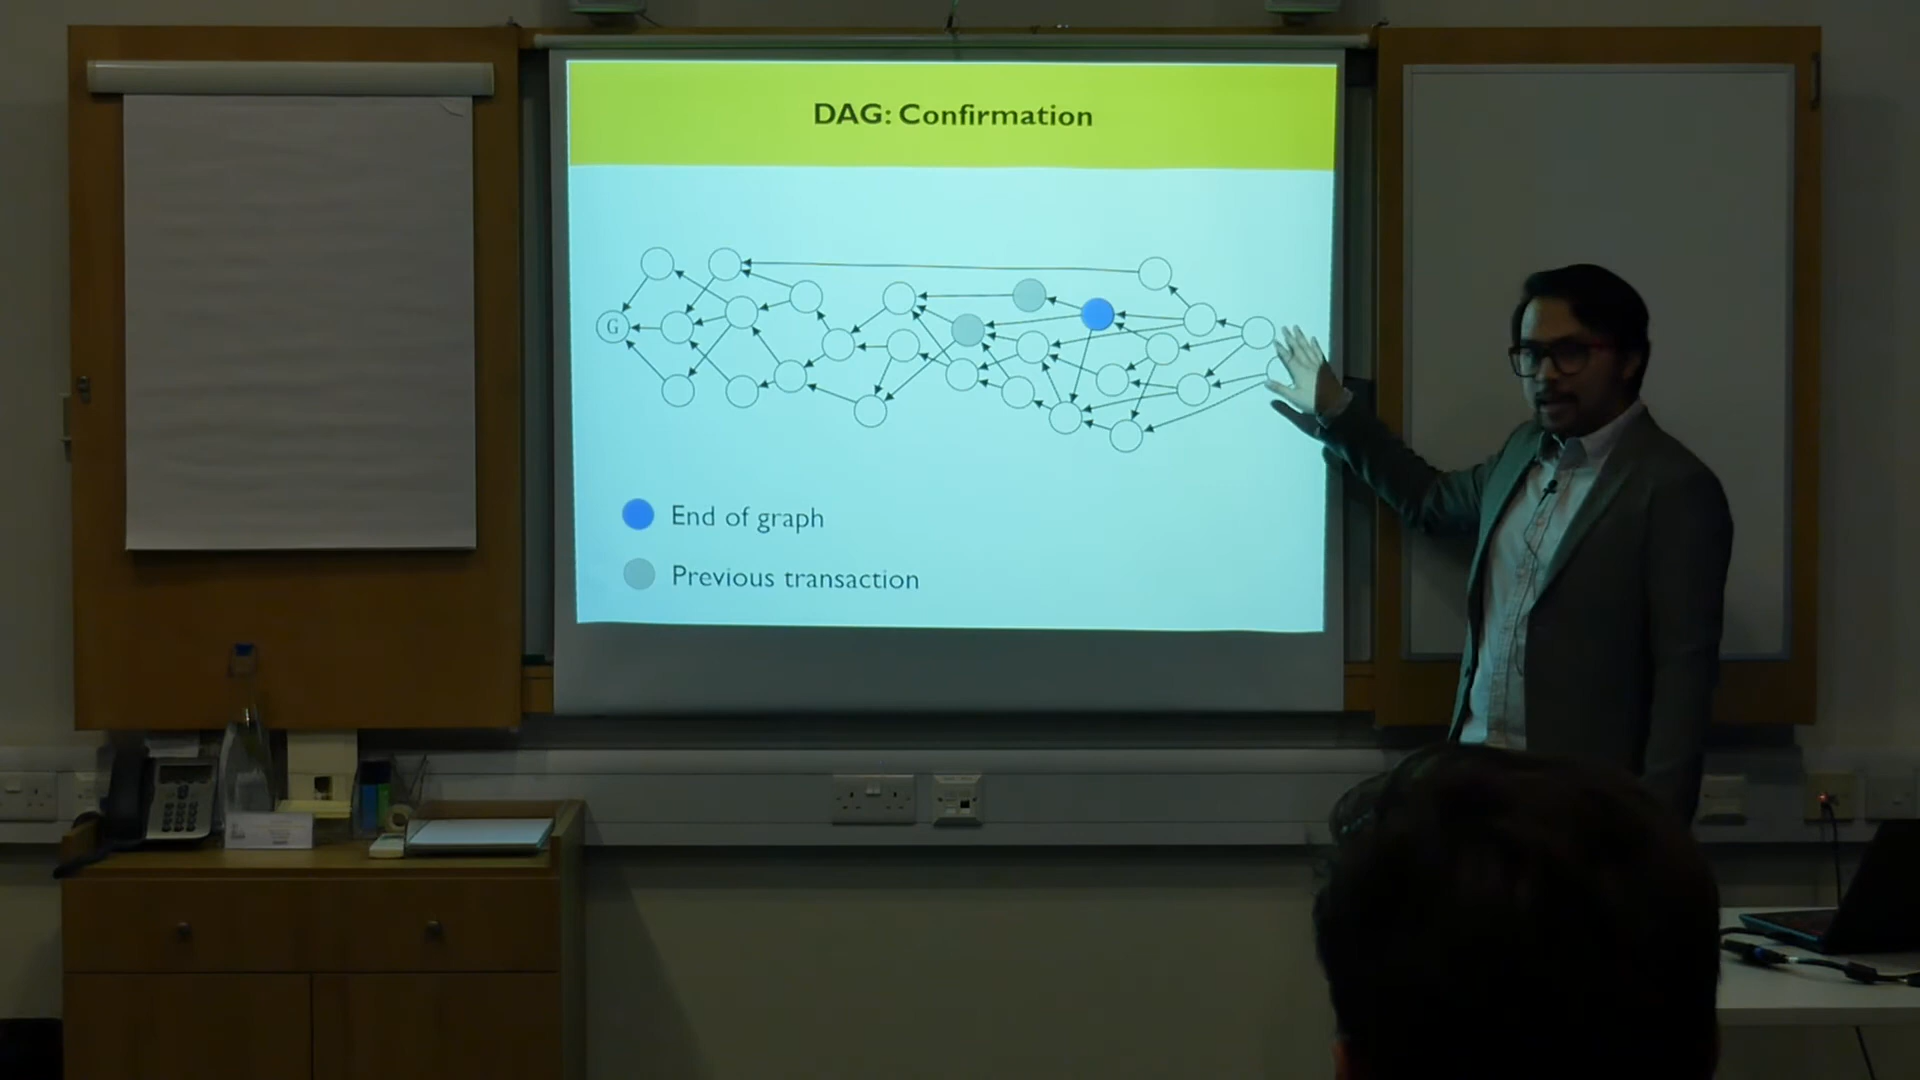 DAG: Confirmation
G
End of graph
Previous transaction